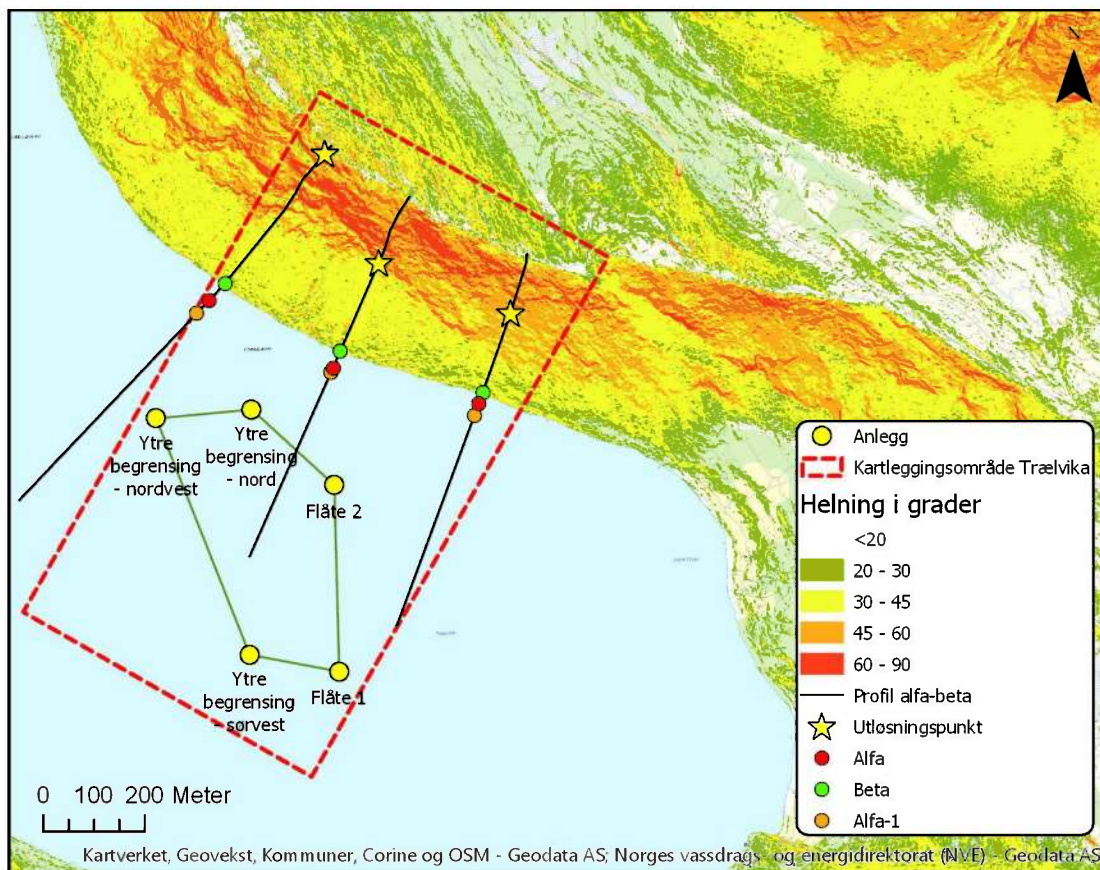 N
Ytre
begrensing
- nordvest
Ytre
begrensing
- nord
Flåte 2
Ytre
begrensing
- sørvest
Flåte 1
Anlegg
Kartleggingsområde Trælvika
Helning i grader
<20
20 - 30
30 - 45
45 - 60
60 - 90
Profil alfa-beta
Utløsningspunkt
Alfa
Beta
Alfa-1
0 100 200 Meter
Kartverket, Geovekst, Kommuner, Corine og OSM - Geodata AS; Norges vassdrags- og energidirektorat (NVE) - Geodata AS